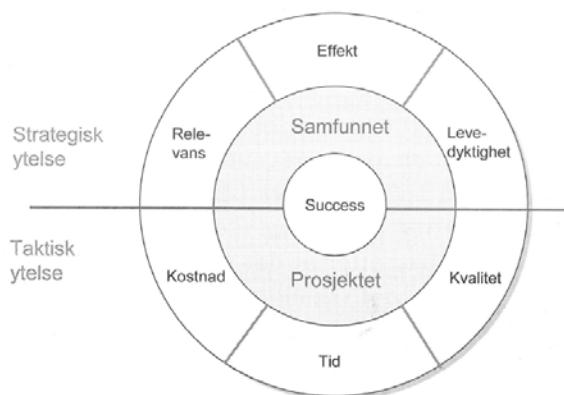 Effekt
Strategisk
ytelse
Rele-
vans
Samfunnet
Leve-
dyktighet
Success
Taktisk
ytelse
Kostnad
Prosjektet
Kvalitet
Tid